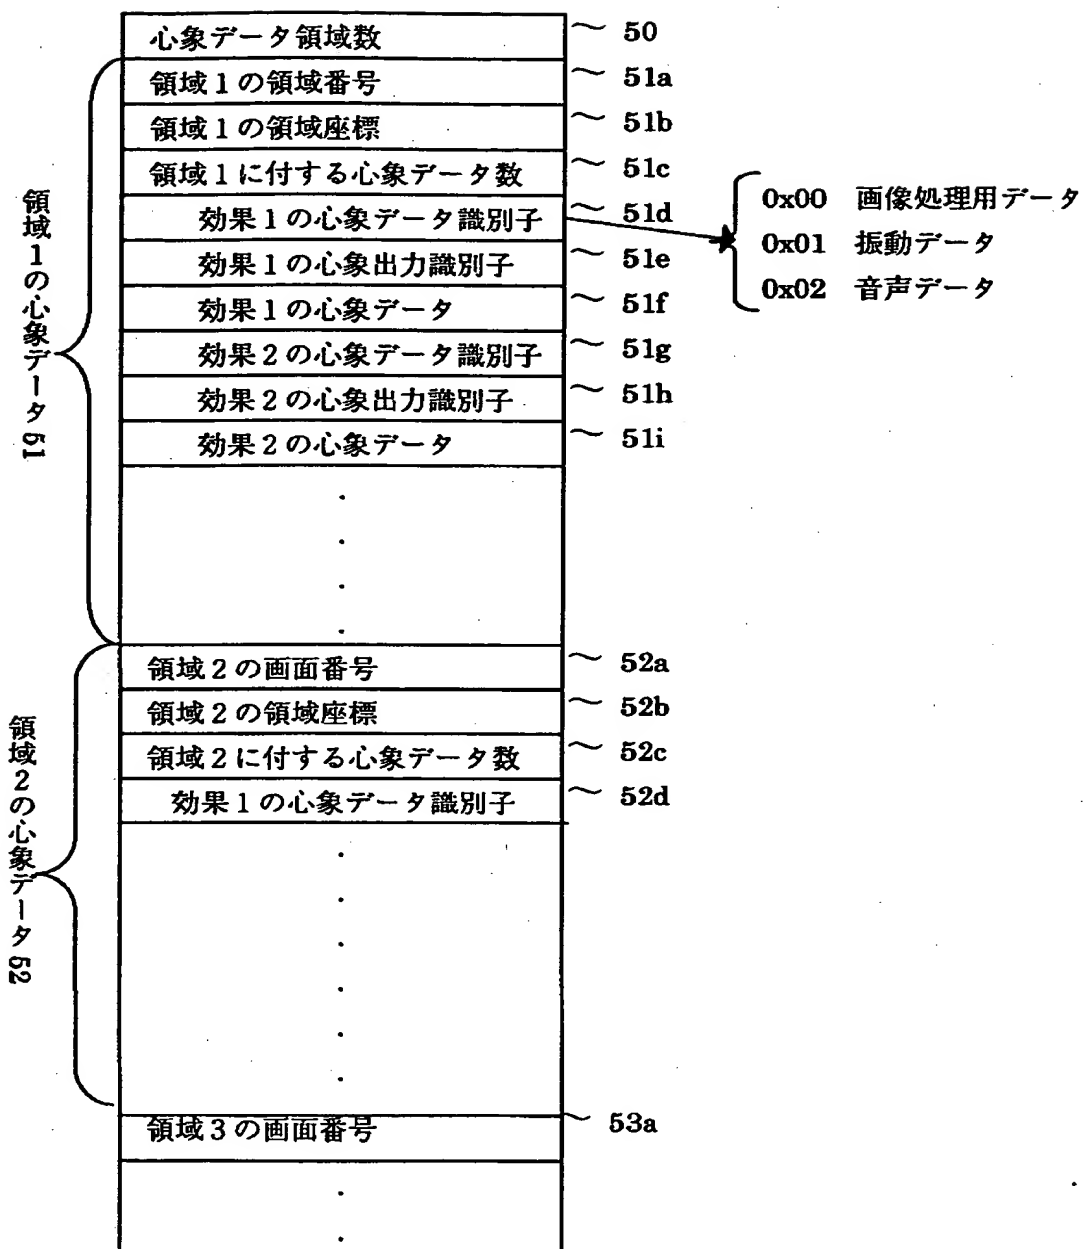 心象データ領域数 50
領域1の領域番号 51a
領域1の領域座標 51b
領域1に付する心象データ数 51c
効果1の心象データ識別子 51d
効果1の心象出力識別子 51e
効果1の心象データ 51f
効果2の心象データ識別子 51g
効果2の心象出力識別子 51h
効果2の心象データ 51i
領域1の心象データ 51
0x00 画像処理用データ
0x01 振動データ
0x02 音声データ
領域2の画面番号 52a
領域2の領域座標 52b
領域2に付する心象データ数 52c
効果1の心象データ識別子 52d
領域2の心象データ 52
領域3の画面番号 53a